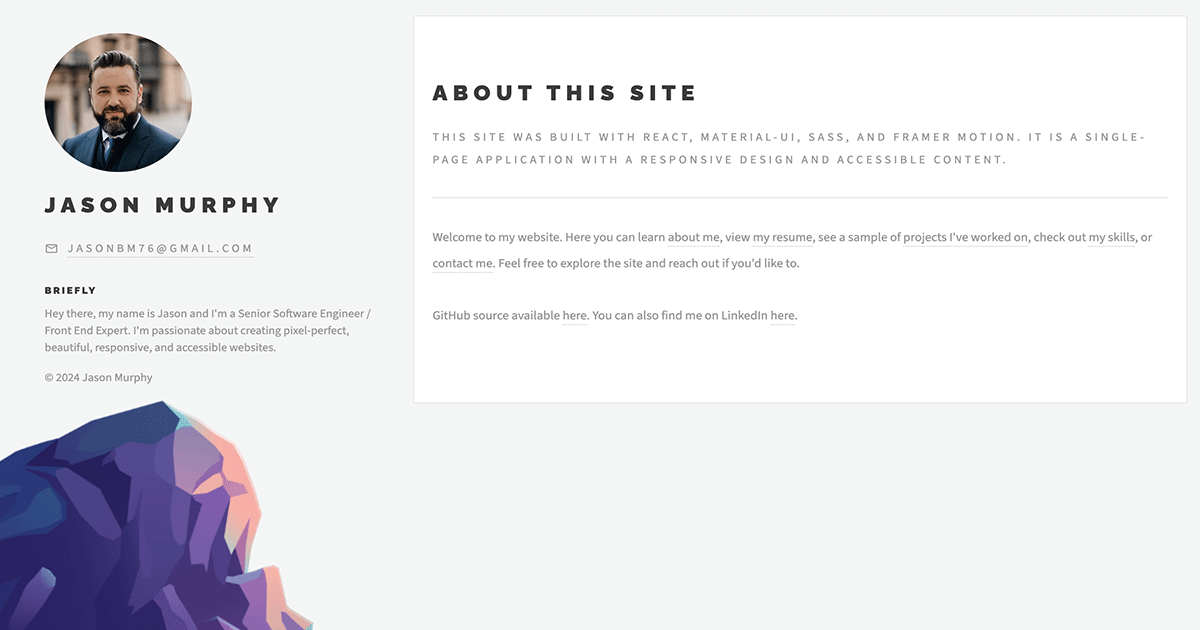 JASON MURPHY
JASONBM76@GMAIL.COM
BRIEFLY
Hey there, my name is Jason and I'm a Senior Software Engineer /
Front End Expert. I'm passionate about creating pixel-perfect,
beautiful, responsive, and accessible websites.
© 2024 Jason Murphy
ABOUT THIS SITE
THIS SITE WAS BUILT WITH REACT, MATERIAL-UI, SASS, AND FRAMER MOTION. IT IS A SINGLE-
PAGE APPLICATION WITH A RESPONSIVE DESIGN AND ACCESSIBLE CONTENT.
Welcome to my website. Here you can learn about me, view my resume, see a sample of projects I've worked on, check out my skills, or
contact me. Feel free to explore the site and reach out if you'd like to.
GitHub source available here. You can also find me on LinkedIn here.